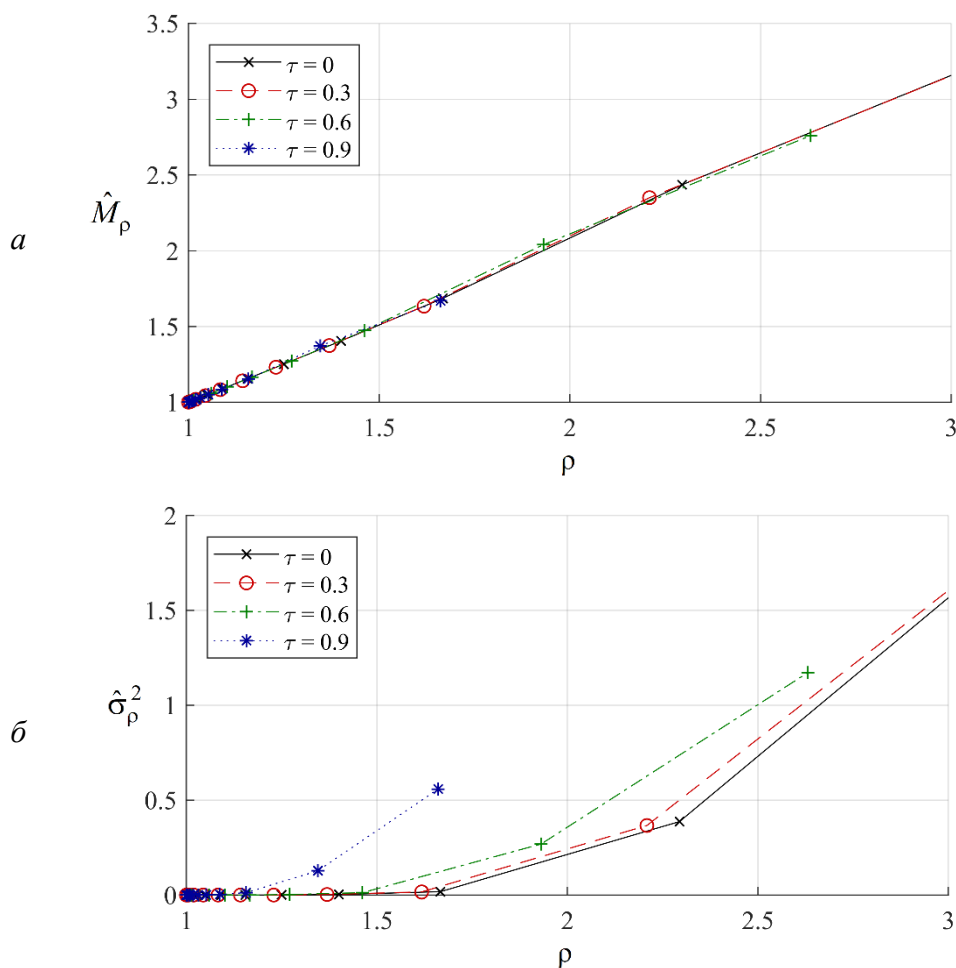 3.5
3
2.5
2
1.5
1
τ = 0
τ = 0.3
τ = 0.6
τ = 0.9
а
M̂ρ
1
1.5
2
2.5
3
ρ
2
1.5
1
0.5
0
τ = 0
τ = 0.3
τ = 0.6
τ = 0.9
б
σ̂ρ²
1
1.5
2
2.5
3
ρ